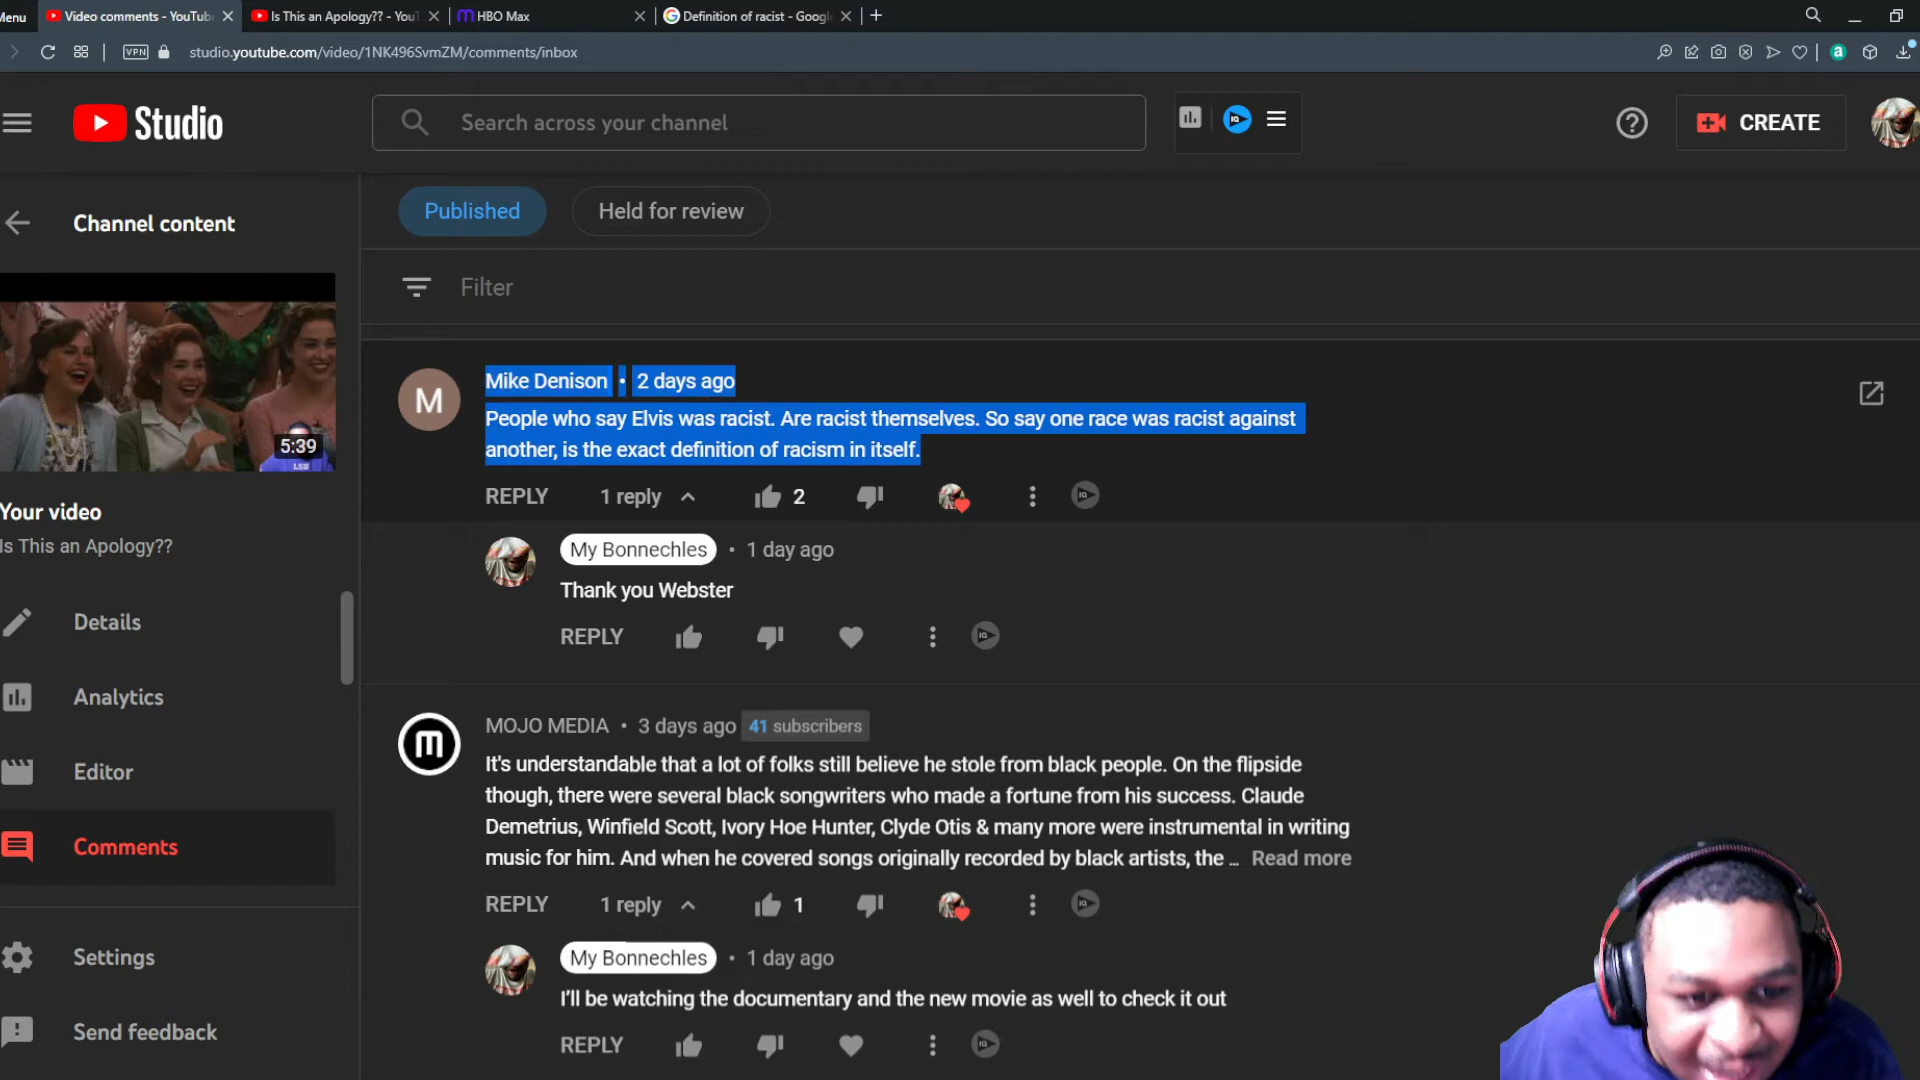 Menu
Video comments - YouTub
Is This an Apology?? - YouT
HBO Max
Definition of racist - Goog
VPN
studio.youtube.com/video/1NK496SvmZM/comments/inbox
a
Studio
Search across your channel
IQ
CREATE
Channel content
Published
Held for review
Filter
5:39
Your video
Is This an Apology??
Details
Analytics
Editor
Comments
Settings
Send feedback
M
Mike Denison • 2 days ago
People who say Elvis was racist. Are racist themselves. So say one race was racist against
another, is the exact definition of racism in itself.
REPLY 1 reply 2
IQ
My Bonnechles • 1 day ago
Thank you Webster
REPLY
IQ
m
MOJO MEDIA • 3 days ago 41 subscribers
It's understandable that a lot of folks still believe he stole from black people. On the flipside
though, there were several black songwriters who made a fortune from his success. Claude
Demetrius, Winfield Scott, Ivory Hoe Hunter, Clyde Otis & many more were instrumental in writing
music for him. And when he covered songs originally recorded by black artists, the ... Read more
REPLY 1 reply 1
IQ
My Bonnechles • 1 day ago
I'll be watching the documentary and the new movie as well to check it out
REPLY
IQ